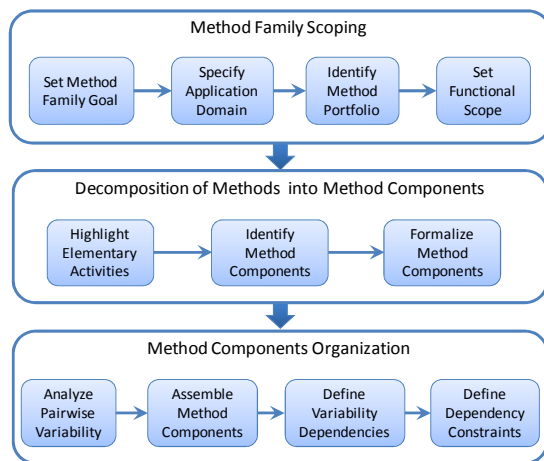 Method Family Scoping
Set Method
Family Goal
Specify
Application
Domain
Identify
Method
Portfolio
Set
Functional
Scope
Decomposition of Methods into Method Components
Highlight
Elementary
Activities
Identify
Method
Components
Formalize
Method
Components
Method Components Organization
Analyze
Pairwise
Variability
Assemble
Method
Components
Define
Variability
Dependencies
Define
Dependency
Constraints